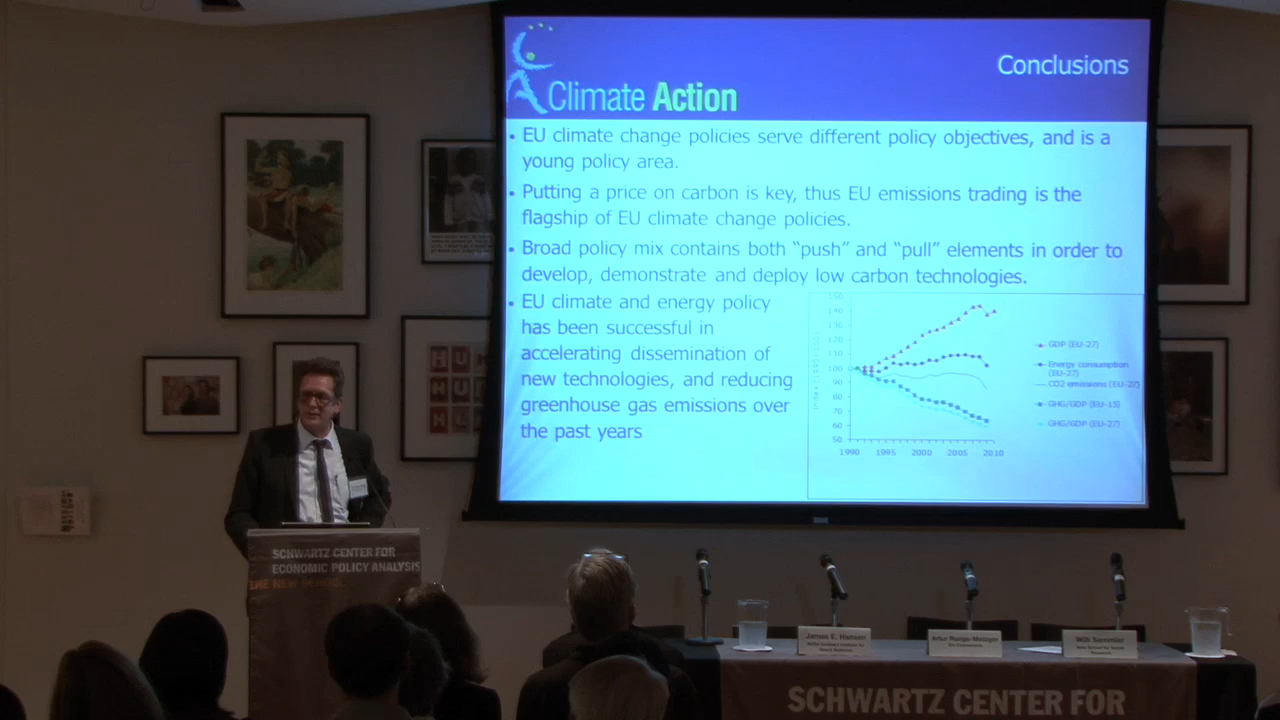 Conclusions
Climate Action
• EU climate change policies serve different policy objectives, and is a
young policy area.
• Putting a price on carbon is key, thus EU emissions trading is the
flagship of EU climate change policies.
• Broad policy mix contains both “push” and “pull” elements in order to
develop, demonstrate and deploy low carbon technologies.
• EU climate and energy policy
has been successful in
accelerating dissemination of
new technologies, and reducing
greenhouse gas emissions over
the past years
150
140
130
120
110
100
90
80
70
60
50
1990 1995 2000 2005 2010
GDP (EU-27)
Energy consumption
(EU-27)
CO2 emissions (EU-27)
GHG/GDP (EU-15)
GHG/GDP (EU-27)
SCHWARTZ CENTER FOR
ECONOMIC POLICY ANALYSIS
THE NEW SCHOOL
James E. Hansen
Artur Runge-Metzger
Willi Semmler
SCHWARTZ CENTER FOR